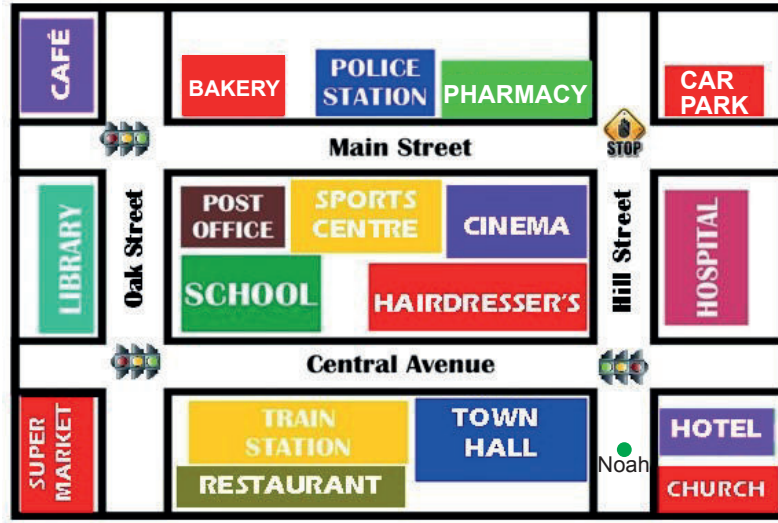 CAFÉ
BAKERY
POLICE
STATION
PHARMACY
CAR
PARK
STOP
Main Street
LIBRARY
Oak Street
POST
OFFICE
SPORTS
CENTRE
CINEMA
Hill Street
HOSPITAL
SCHOOL
HAIRDRESSER'S
Central Avenue
SUPER
MARKET
TRAIN
STATION
RESTAURANT
TOWN
HALL
Noah
HOTEL
CHURCH